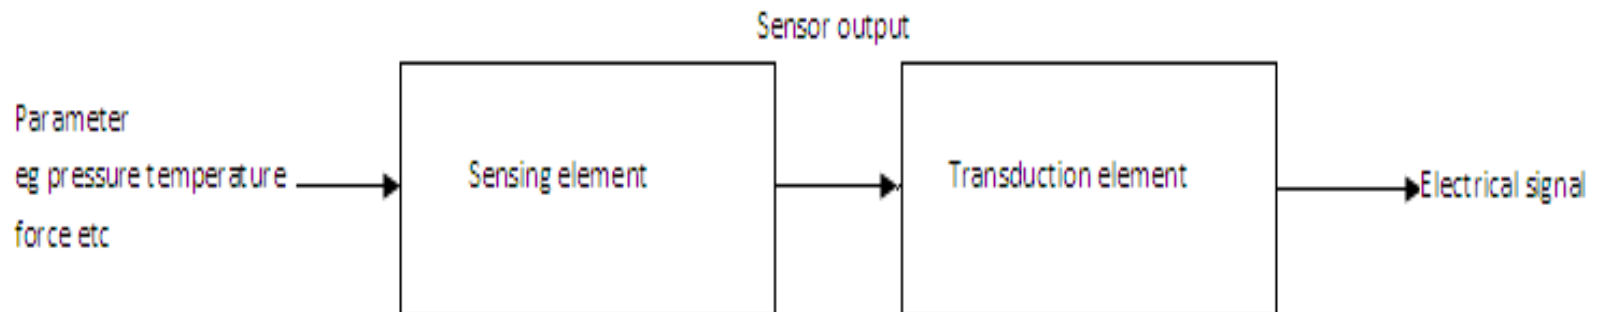 Sensor output
Parameter
eg pressure temperature
force etc
Sensing element
Transduction element
Electrical signal